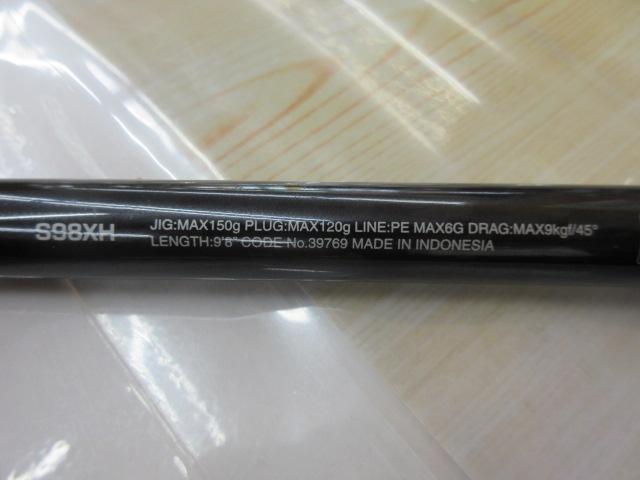 S98XH
JIG:MAX150g PLUG:MAX120g LINE:PE MAX6G DRAG:MAX9kgf/45°
LENGTH:9'8" CODE No.39769 MADE IN INDONESIA